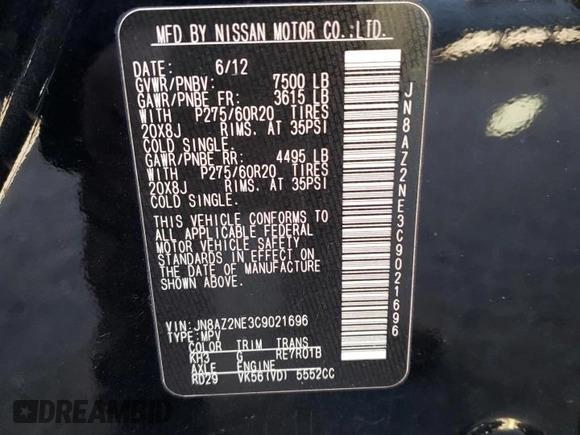 MFD BY NISSAN MOTOR CO.,LTD.
DATE: 6/12
GVWR/PNBV: 7500 LB
GAWR/PNBE FR: 3615 LB
WITH P275/60R20 TIRES
20X8J RIMS. AT 35PSI
COLD SINGLE.
GAWR/PNBE RR: 4495 LB
WITH P275/60R20 TIRES
20X8J RIMS. AT 35PSI
COLD SINGLE.
THIS VEHICLE CONFORMS TO
ALL APPLICABLE FEDERAL
MOTOR VEHICLE SAFETY
STANDARDS IN EFFECT ON
THE DATE OF MANUFACTURE
SHOWN ABOVE.
VIN:JN8AZ2NE3C9021696
TYPE:MPV
COLOR TRIM TRANS
KH3 G RE7R01B
AXLE ENGINE
RD29 VK56(VD) 5552CC
JN8AZ2NE3C9021696
DREAMBID